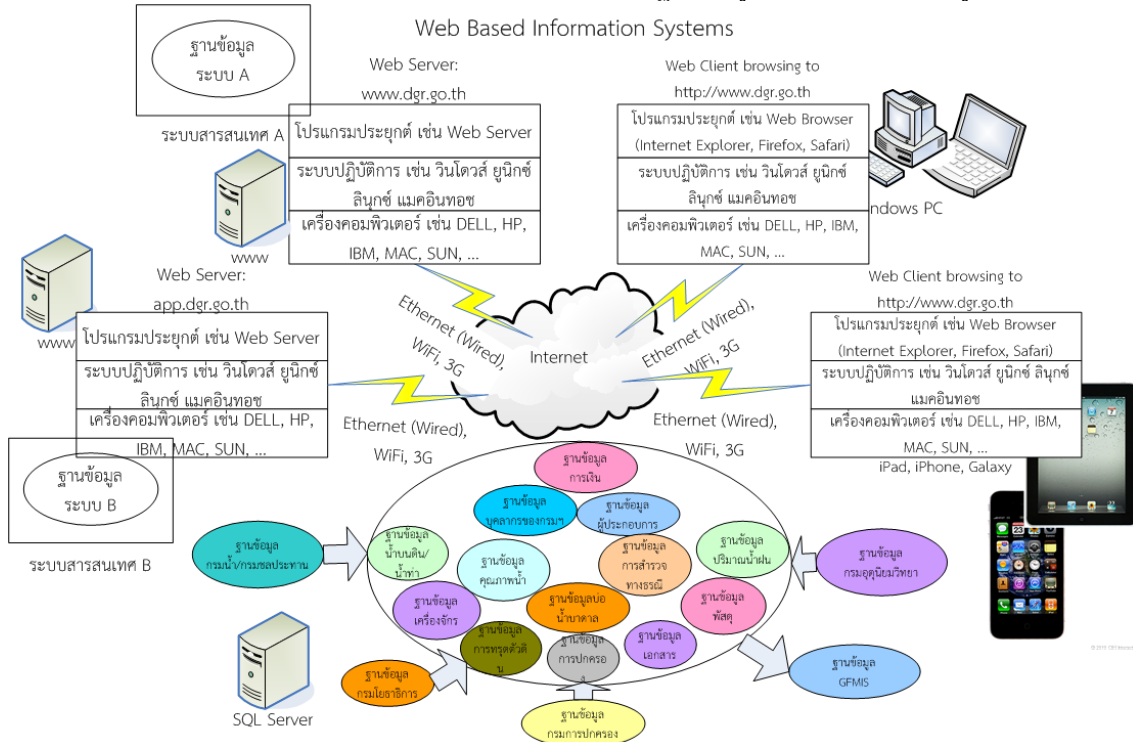 Web Based Information Systems
ฐานข้อมูล
ระบบ A
ระบบสารสนเทศ A
Web Server:
www.dgr.go.th
โปรแกรมประยุกต์ เช่น Web Server
ระบบปฏิบัติการ เช่น วินโดวส์ ยูนิกซ์
ลินุกซ์ แมคอินทอช
เครื่องคอมพิวเตอร์ เช่น DELL, HP,
IBM, MAC, SUN, ...
www
Web Client browsing to
http://www.dgr.go.th
โปรแกรมประยุกต์ เช่น Web Browser
(Internet Explorer, Firefox, Safari)
ระบบปฏิบัติการ เช่น วินโดวส์ ยูนิกซ์
ลินุกซ์ แมคอินทอช
เครื่องคอมพิวเตอร์ เช่น DELL, HP, IBM,
MAC, SUN, ...
ndows PC
Web Server:
app.dgr.go.th
www
โปรแกรมประยุกต์ เช่น Web Server
ระบบปฏิบัติการ เช่น วินโดวส์ ยูนิกซ์
ลินุกซ์ แมคอินทอช
เครื่องคอมพิวเตอร์ เช่น DELL, HP,
IBM, MAC, SUN, ...
ฐานข้อมูล
ระบบ B
ระบบสารสนเทศ B
Ethernet (Wired),
WiFi, 3G
Internet
Ethernet (Wired),
WiFi, 3G
Ethernet (Wired),
WiFi, 3G
Ethernet (Wired),
WiFi, 3G
Web Client browsing to
http://www.dgr.go.th
โปรแกรมประยุกต์ เช่น Web Browser
(Internet Explorer, Firefox, Safari)
ระบบปฏิบัติการ เช่น วินโดวส์ ยูนิกซ์ ลินุกซ์
แมคอินทอช
เครื่องคอมพิวเตอร์ เช่น DELL, HP, IBM,
MAC, SUN, ...
iPad, iPhone, Galaxy
ฐานข้อมูล
การเงิน
ฐานข้อมูล
บุคลากรของกรมฯ
ฐานข้อมูล
ผู้ประกอบการ
ฐานข้อมูล
น้ำบนดิน/
น้ำท่า
ฐานข้อมูล
คุณภาพน้ำ
ฐานข้อมูล
การสำรวจ
ทางธรณี
ฐานข้อมูล
ปริมาณน้ำฝน
ฐานข้อมูล
เครื่องจักร
ฐานข้อมูลบ่อ
น้ำบาดาล
ฐานข้อมูล
พัสดุ
ฐานข้อมูล
การทรุดตัวดิ
น
ฐานข้อมูล
การปกครอ
ง
ฐานข้อมูล
เอกสาร
ฐานข้อมูล
กรมน้ำ/กรมชลประทาน
ฐานข้อมูล
กรมอุตุนิยมวิทยา
ฐานข้อมูล
กรมโยธาธิการ
ฐานข้อมูล
กรมการปกครอง
ฐานข้อมูล
GFMIS
SQL Server